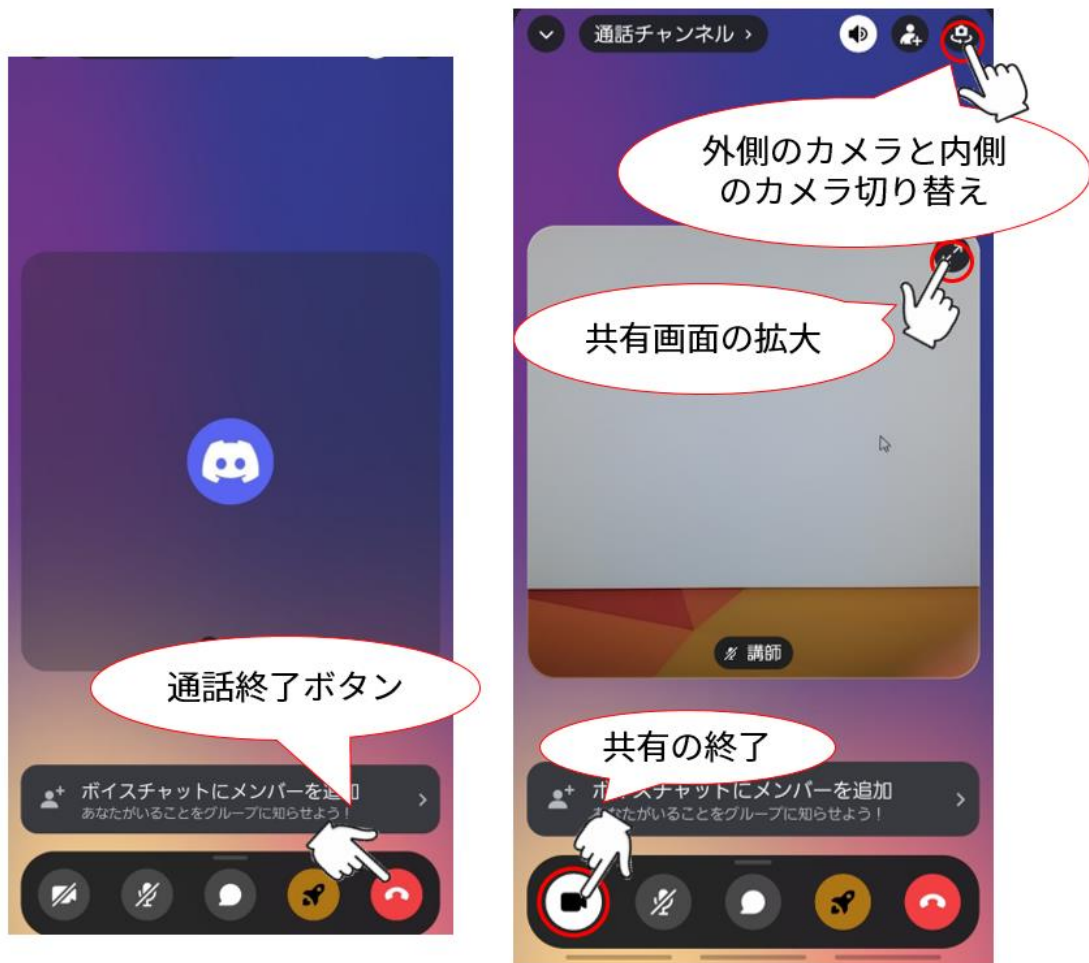 通話終了ボタン
ボイスチャットにメンバーを追加
あなたがいることをグループに知らせよう！
通話チャンネル
外側のカメラと内側
のカメラ切り替え
共有画面の拡大
講師
共有の終了
ボイスチャットにメンバーを追加
あなたがいることをグループに知らせよう！